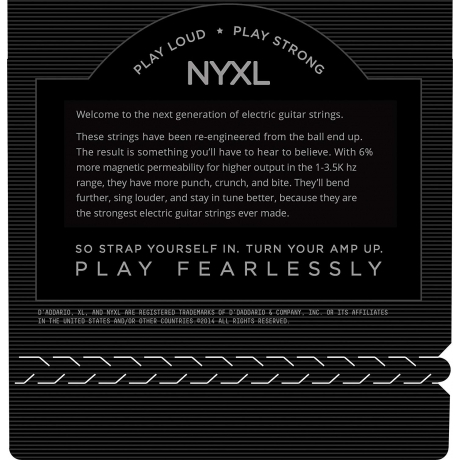 PLAY LOUD ★ PLAY STRONG
NYXL
Welcome to the next generation of electric guitar strings.
These strings have been re-engineered from the ball end up.
The result is something you'll have to hear to believe. With 6%
more magnetic permeability for higher output in the 1-3.5K hz
range, they have more punch, crunch, and bite. They'll bend
further, sing louder, and stay in tune better, because they are
the strongest electric guitar strings ever made.
SO STRAP YOURSELF IN, TURN YOUR AMP UP.
PLAY FEARLESSLY
D'ADDARIO, XL, AND NYXL ARE REGISTERED TRADEMARKS OF D'ADDARIO & COMPANY, INC. OR ITS AFFILIATES
IN THE UNITED STATES AND/OR OTHER COUNTRIES.©2014 ALL RIGHTS RESERVED.